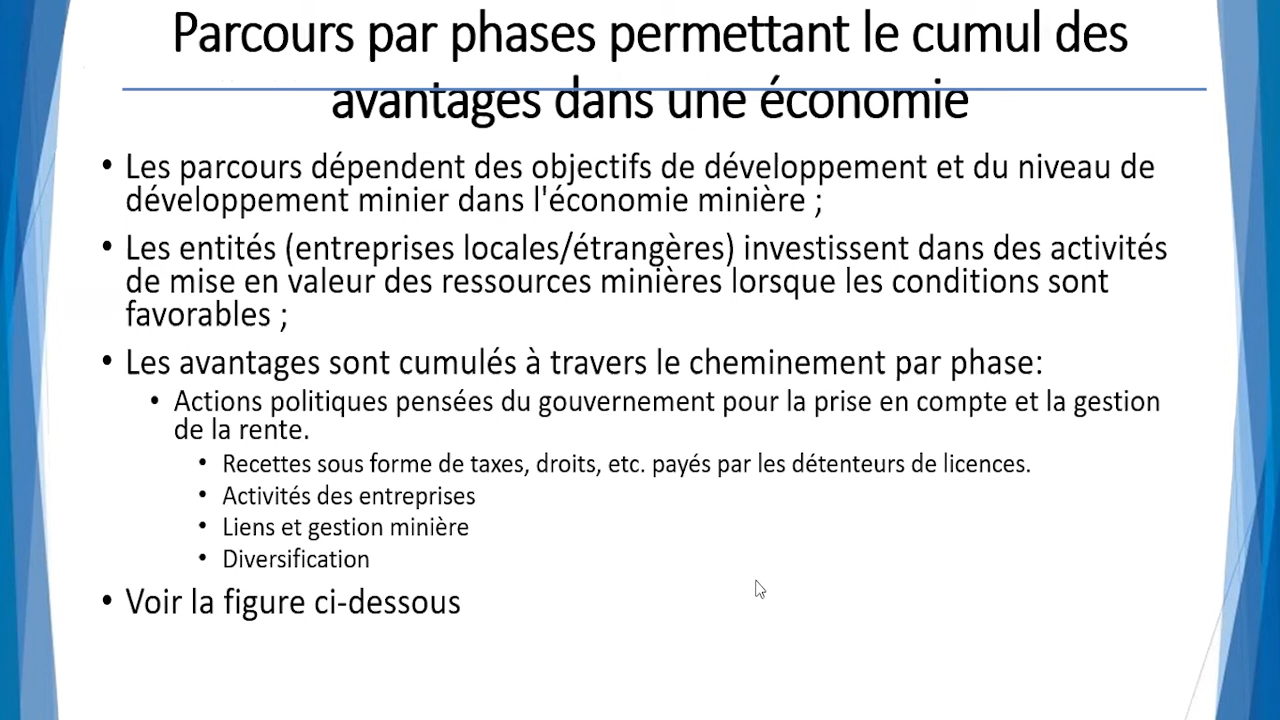 Parcours par phases permettant le cumul des
avantages dans une économie
• Les parcours dépendent des objectifs de développement et du niveau de
développement minier dans l'économie minière ;
• Les entités (entreprises locales/étrangères) investissent dans des activités
de mise en valeur des ressources minières lorsque les conditions sont
favorables ;
• Les avantages sont cumulés à travers le cheminement par phase:
• Actions politiques pensées du gouvernement pour la prise en compte et la gestion
de la rente.
• Recettes sous forme de taxes, droits, etc. payés par les détenteurs de licences.
• Activités des entreprises
• Liens et gestion minière
• Diversification
• Voir la figure ci-dessous